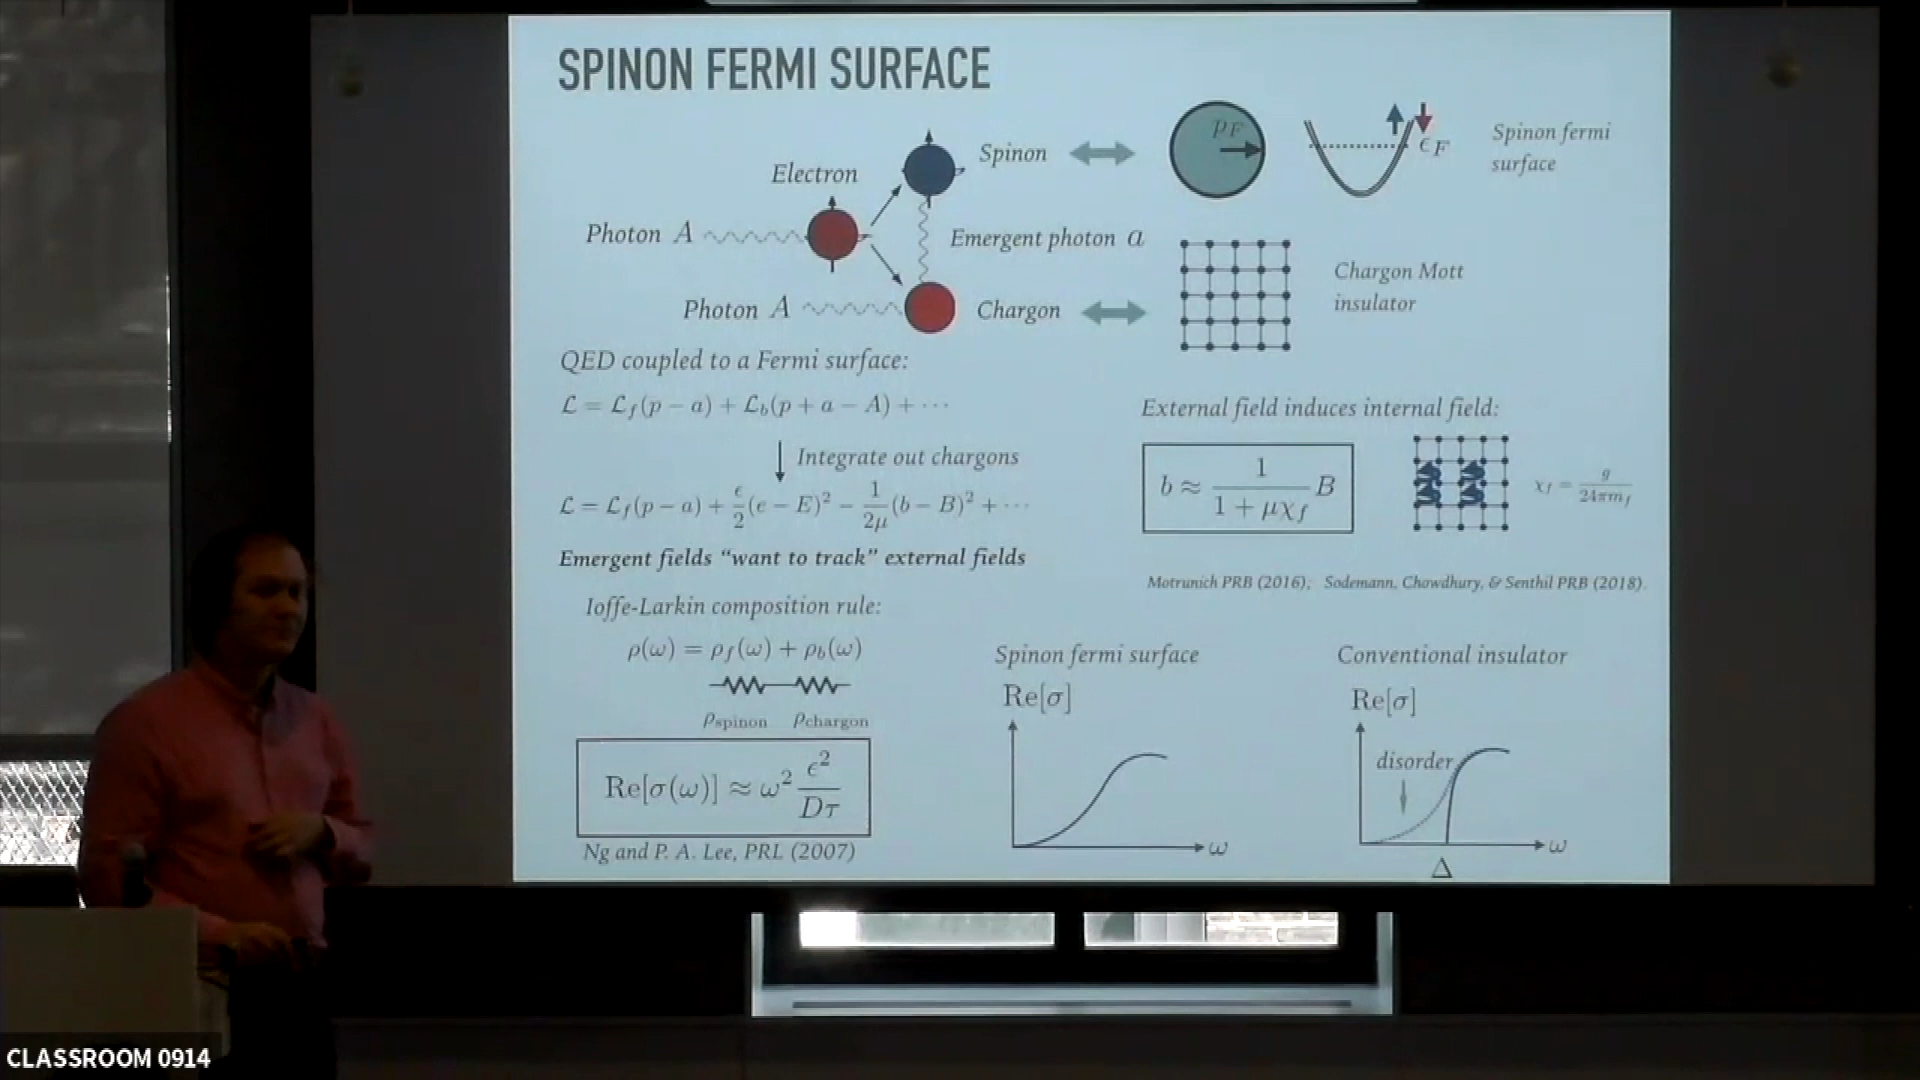 SPINON FERMI SURFACE
Electron
Spinon
Photon A
Emergent photon a
Photon A
Chargon
p_F
ϵ_F
Spinon fermi
surface
Chargon Mott
insulator
QED coupled to a Fermi surface:
ℒ = ℒ_f(p − a) + ℒ_b(p + a − A) + ⋯
Integrate out chargons
ℒ = ℒ_f(p − a) + ϵ/2 (e − E)² − 1/2μ (b − B)² + ⋯
Emergent fields “want to track” external fields
External field induces internal field:
b ≈ 1/(1 + μχ_f) B
χ_f = g/24πm_f
Motrunich PRB (2016); Sodemann, Chowdhury, & Senthil PRB (2018).
Ioffe-Larkin composition rule:
ρ(ω) = ρ_f(ω) + ρ_b(ω)
ρ_spinon ρ_chargon
Re[σ(ω)] ≈ ω² ϵ²/Dτ
Ng and P. A. Lee, PRL (2007)
Spinon fermi surface
Re[σ]
ω
Conventional insulator
Re[σ]
disorder
ω
Δ
CLASSROOM 0914